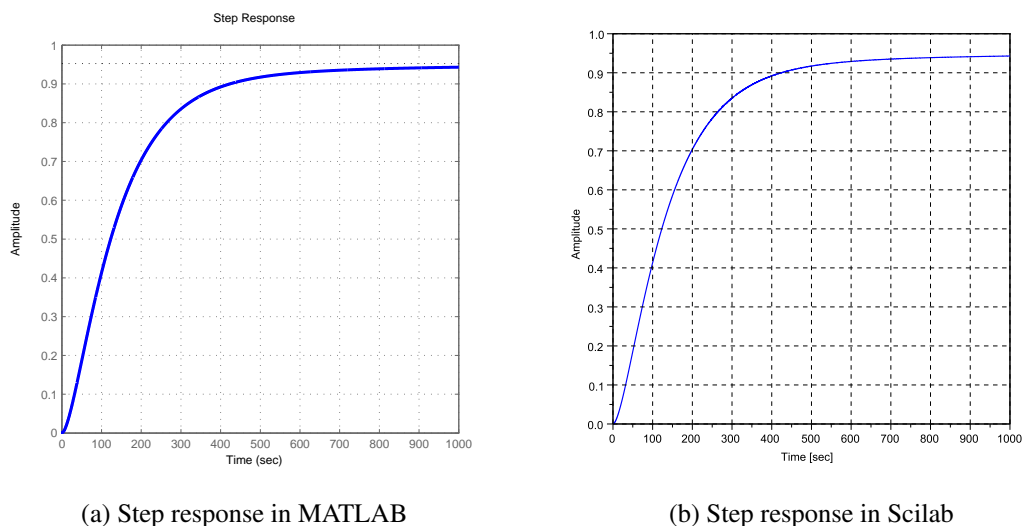 Step Response
1
0.9
0.8
0.7
0.6
0.5
0.4
0.3
0.2
0.1
0
Amplitude
0 100 200 300 400 500 600 700 800 900 1000
Time (sec)
(a) Step response in MATLAB
1.0
0.9
0.8
0.7
0.6
0.5
0.4
0.3
0.2
0.1
0.0
Amplitude
0 100 200 300 400 500 600 700 800 900 1000
Time [sec]
(b) Step response in Scilab